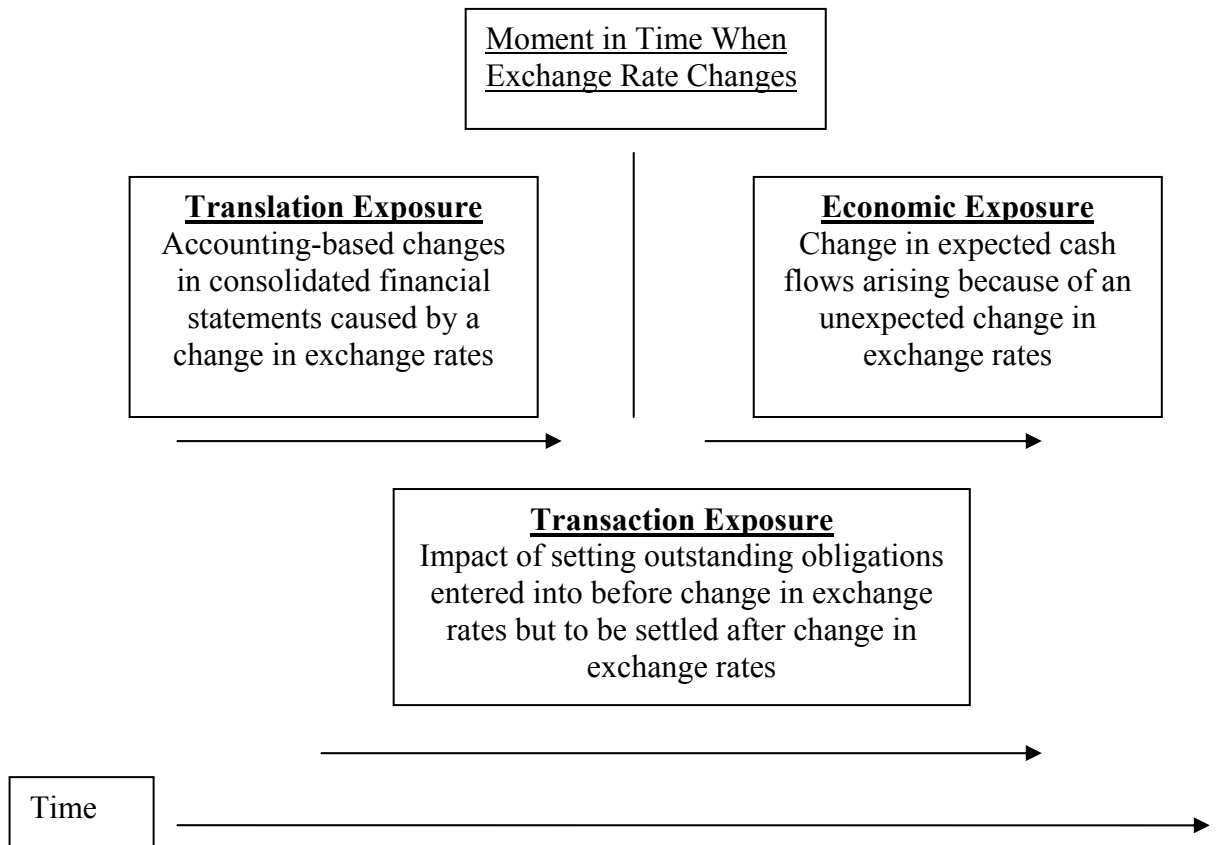 Moment in Time When
Exchange Rate Changes
Translation Exposure
Accounting-based changes
in consolidated financial
statements caused by a
change in exchange rates
Economic Exposure
Change in expected cash
flows arising because of an
unexpected change in
exchange rates
Transaction Exposure
Impact of setting outstanding obligations
entered into before change in exchange
rates but to be settled after change in
exchange rates
Time